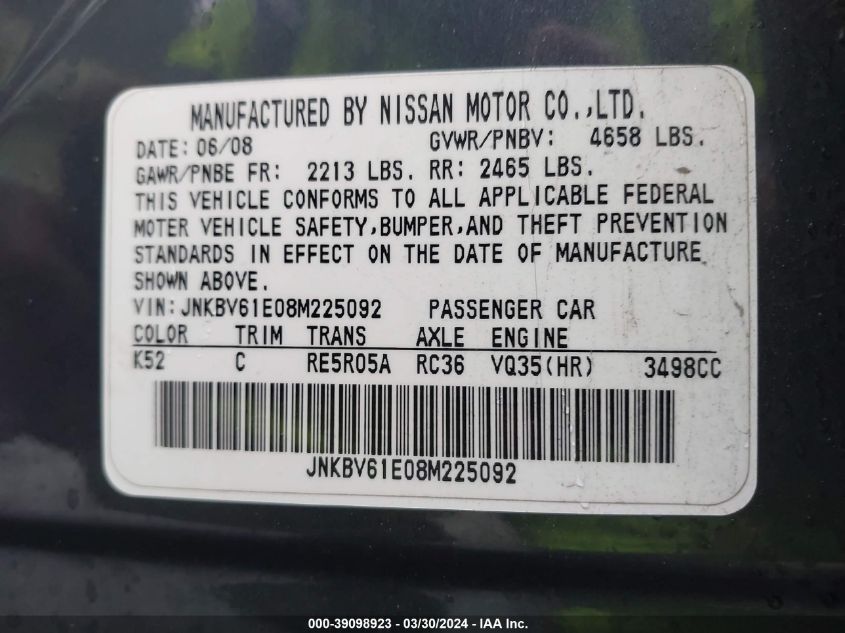 MANUFACTURED BY NISSAN MOTOR CO.,LTD.
DATE: 06/08 GVWR/PNBV: 4658 LBS.
GAWR/PNBE FR: 2213 LBS. RR: 2465 LBS.
THIS VEHICLE CONFORMS TO ALL APPLICABLE FEDERAL
MOTER VEHICLE SAFETY,BUMPER,AND THEFT PREVENTION
STANDARDS IN EFFECT ON THE DATE OF MANUFACTURE
SHOWN ABOVE.
VIN: JNKBV61E08M225092 PASSENGER CAR
COLOR TRIM TRANS AXLE ENGINE
K52 C RE5R05A RC36 VQ35(HR) 3498CC
JNKBV61E08M225092
000-39098923 - 03/30/2024 - IAA Inc.